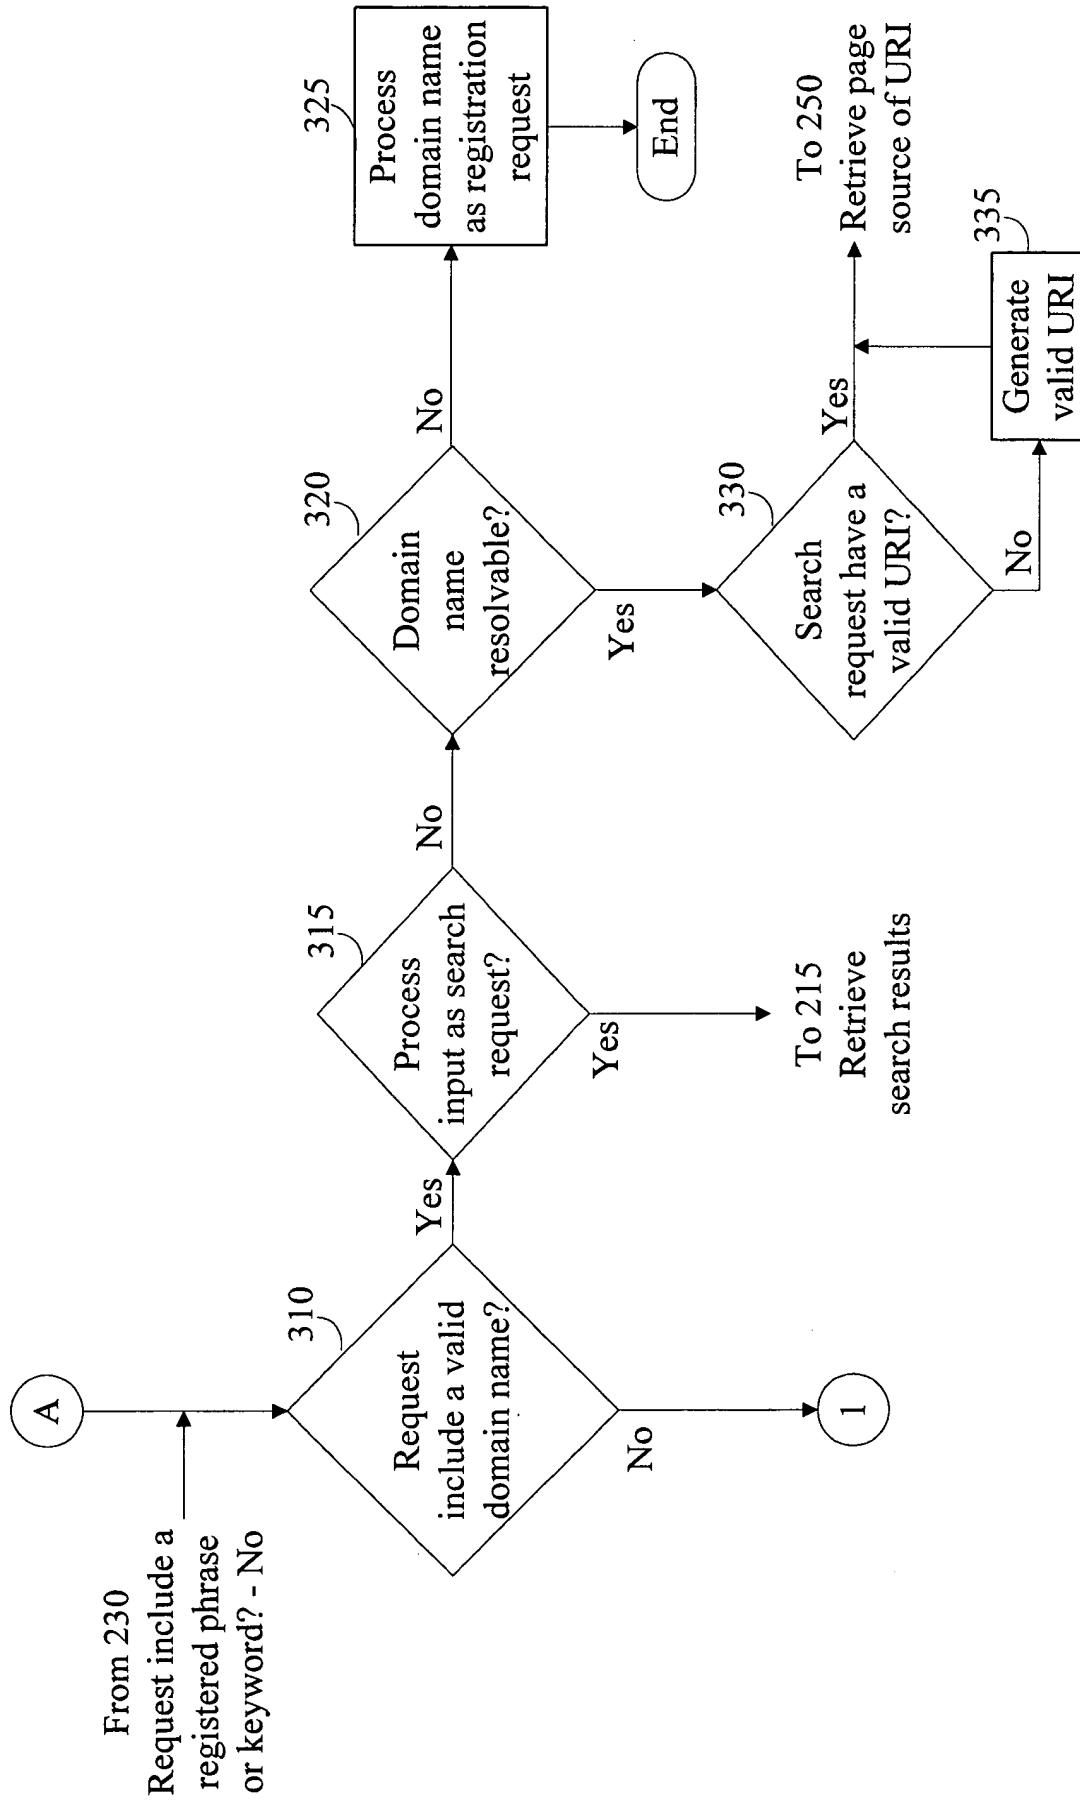 A
From 230
Request include a
registered phrase
or keyword? - No
310
Request
include a valid
domain name?
Yes
No
1
315
Process
input as search
request?
No
Yes
To 215
Retrieve
search results
320
Domain
name
resolvable?
No
Yes
325
Process
domain name
as registration
request
End
330
Search
request have a
valid URI?
Yes
No
To 250
Retrieve page
source of URI
335
Generate
valid URI